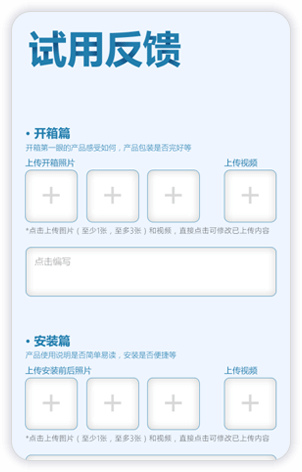 试用反馈
• 开箱篇
开箱第一眼的产品感受如何，产品包装是否完好等
上传开箱照片 上传视频
*点击上传图片（至少1张，至多3张）和视频，直接点击可修改已上传内容
点击编写
• 安装篇
产品使用说明是否简单易读，安装是否便捷等
上传安装前后照片 上传视频
*点击上传图片（至少1张，至多3张）和视频，直接点击可修改已上传内容